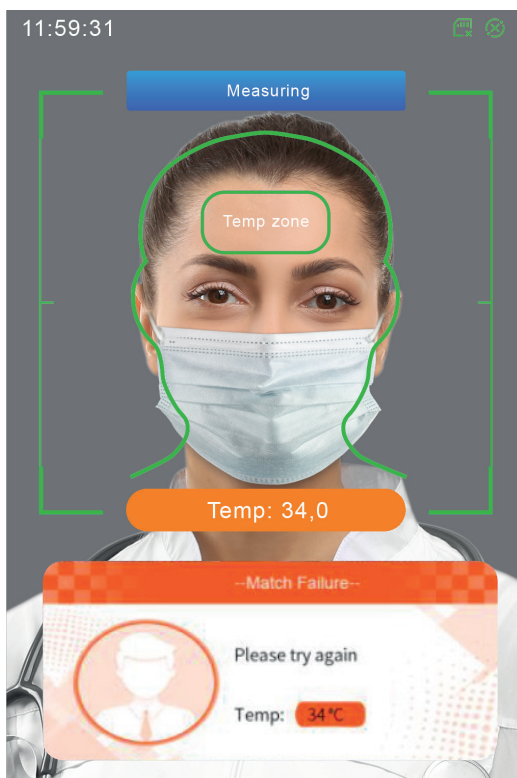 11:59:31
Measuring
Temp zone
Temp: 34,0
--Match Failure--
Please try again
Temp: 34°C